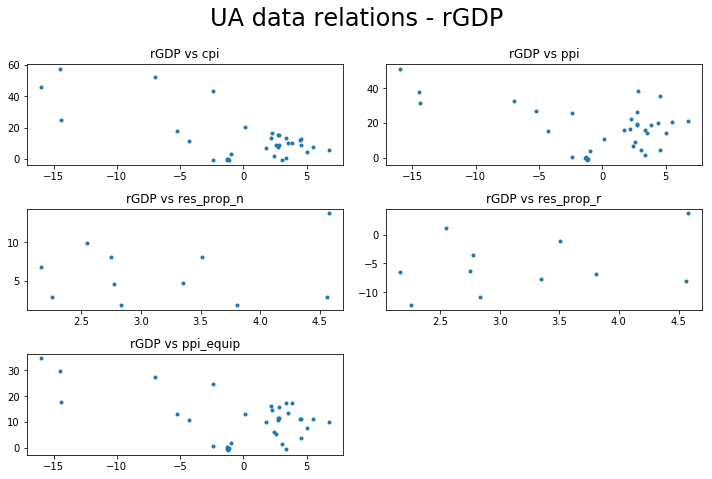 UA data relations - rGDP
rGDP vs cpi
60
40
20
0
−15 −10 −5 0 5
rGDP vs ppi
40
20
0
−15 −10 −5 0 5
rGDP vs res_prop_n
10
5
2.5 3.0 3.5 4.0 4.5
rGDP vs res_prop_r
0
−5
−10
2.5 3.0 3.5 4.0 4.5
rGDP vs ppi_equip
30
20
10
0
−15 −10 −5 0 5